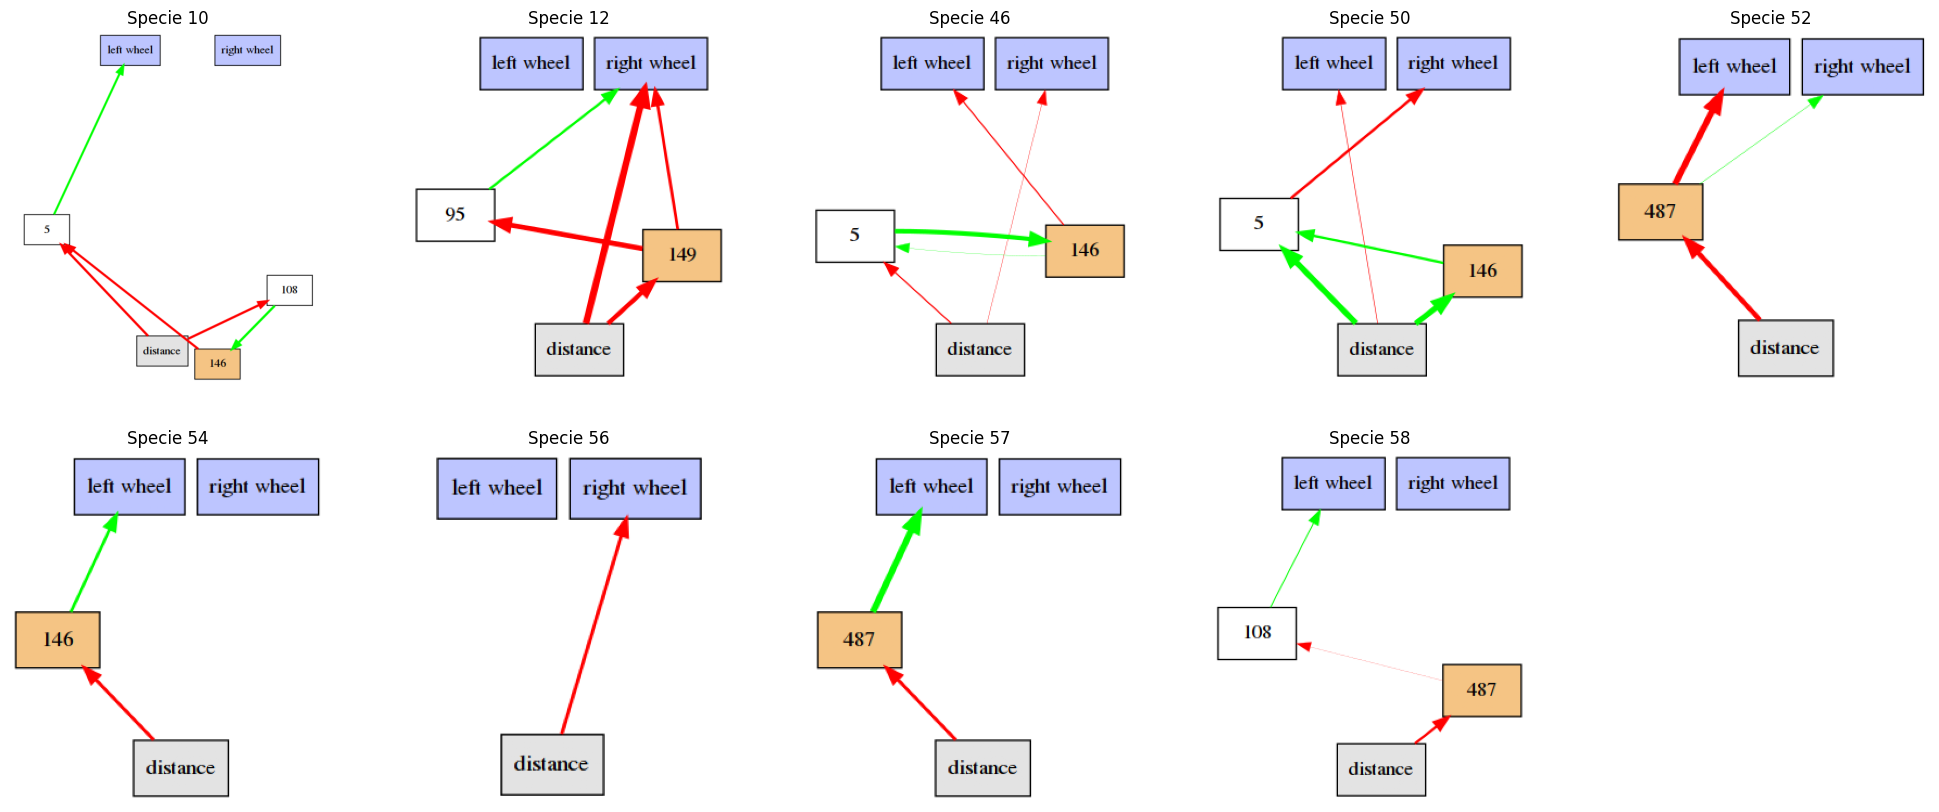 Specie 10
left wheel
right wheel
5
108
distance
146
Specie 12
left wheel
right wheel
95
149
distance
Specie 46
left wheel
right wheel
5
146
distance
Specie 50
left wheel
right wheel
5
146
distance
Specie 52
left wheel
right wheel
487
distance
Specie 54
left wheel
right wheel
146
distance
Specie 56
left wheel
right wheel
distance
Specie 57
left wheel
right wheel
487
distance
Specie 58
left wheel
right wheel
108
487
distance